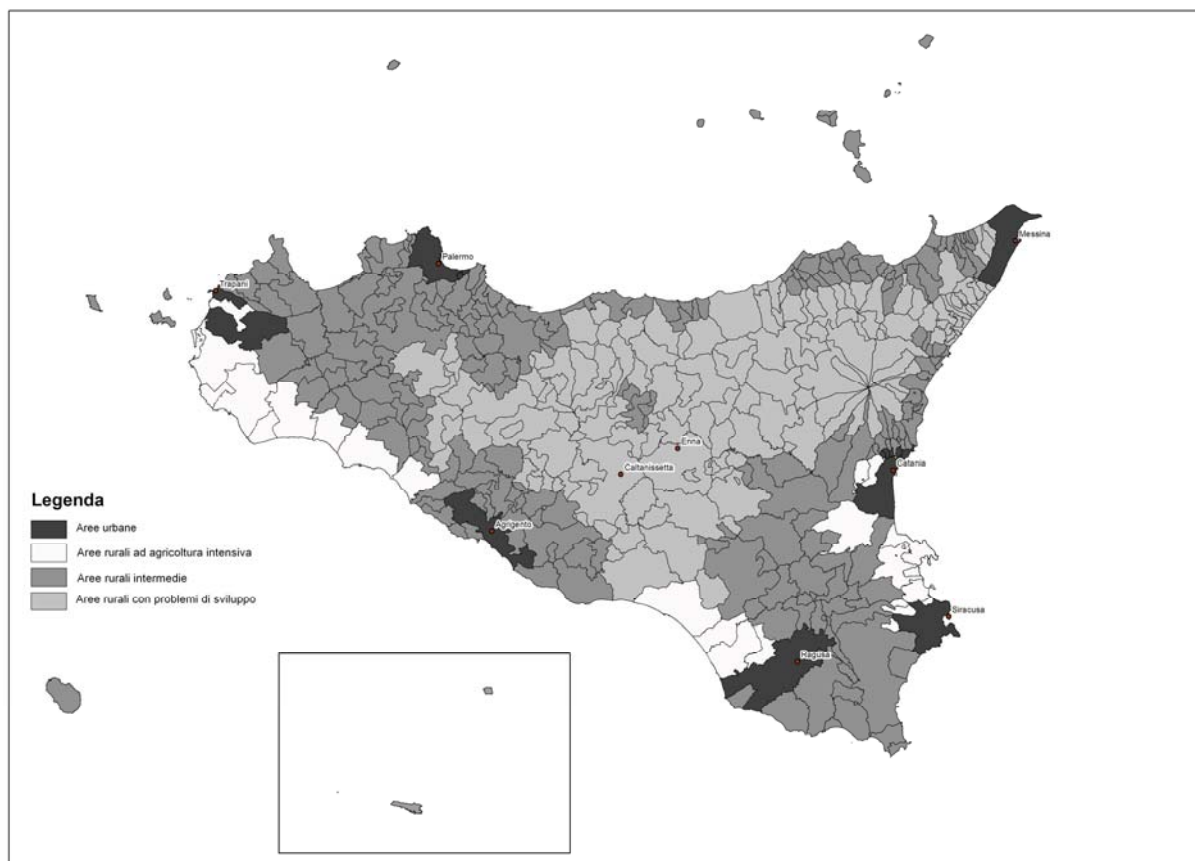 Messina
Palermo
Trapani
Enna
Caltanissetta
Catania
Agrigento
Siracusa
Ragusa
Legenda
Aree urbane
Aree rurali ad agricoltura intensiva
Aree rurali intermedie
Aree rurali con problemi di sviluppo